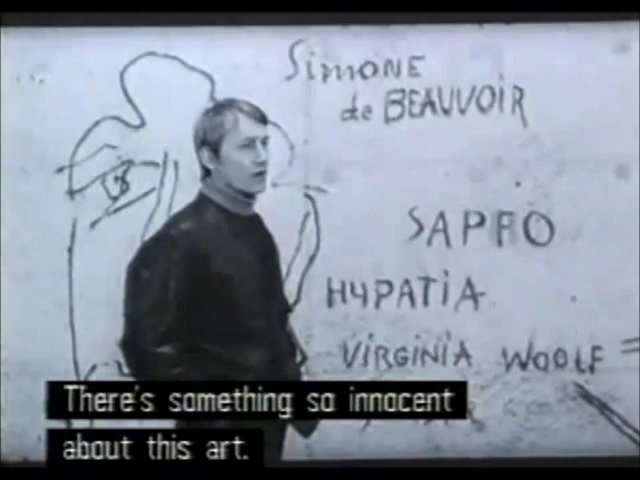 Simone
de BEAUVOIR
SAPFO
HYPATIA
VIRGINIA WOOLF
There's something so innocent
about this art.